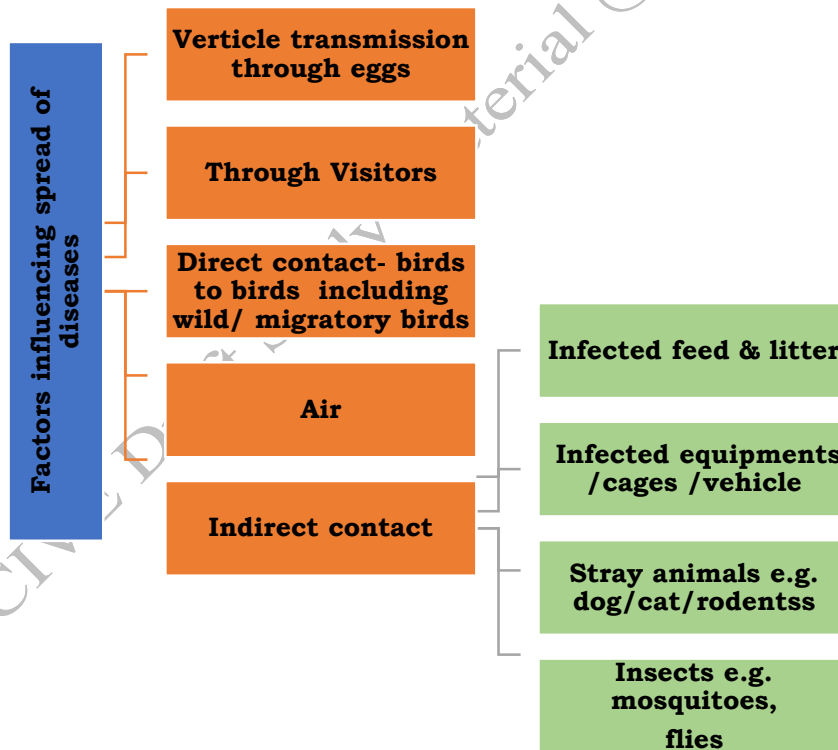 Factors influencing spread of
diseases
Verticle transmission
through eggs
Through Visitors
Direct contact- birds
to birds including
wild/ migratory birds
Air
Indirect contact
Infected feed & litter
Infected equipments
/cages /vehicle
Stray animals e.g.
dog/cat/rodentss
Insects e.g.
mosquitoes,
flies